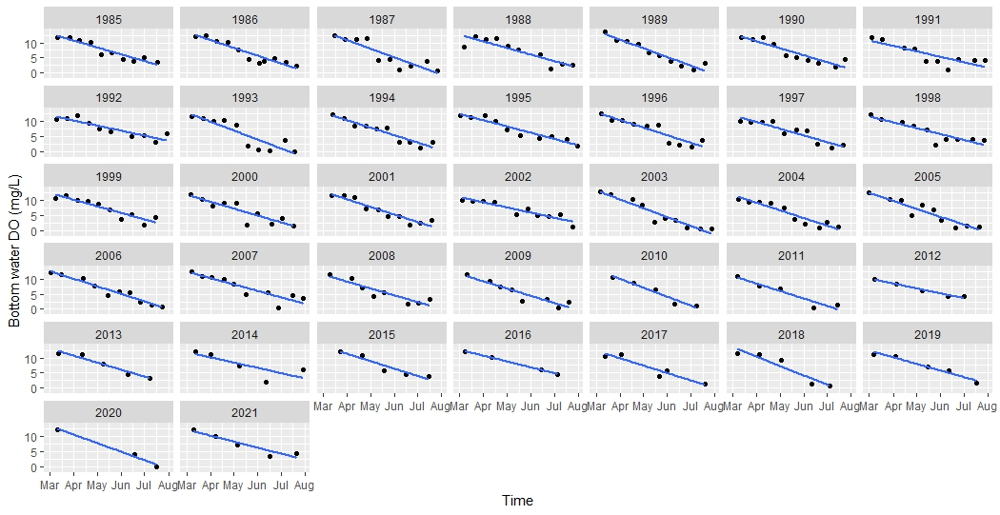 1985 1986 1987 1988 1989 1990 1991
10
5
0
1992 1993 1994 1995 1996 1997 1998
10
5
0
1999 2000 2001 2002 2003 2004 2005
10
5
0
2006 2007 2008 2009 2010 2011 2012
10
5
0
2013 2014 2015 2016 2017 2018 2019
10
5
0
Mar Apr May Jun Jul Aug Mar Apr May Jun Jul Aug Mar Apr May Jun Jul Aug Mar Apr May Jun Jul Aug Mar Apr May Jun Jul Aug
2020 2021
10
5
0
Mar Apr May Jun Jul Aug Mar Apr May Jun Jul Aug
Bottom water DO (mg/L)
Time